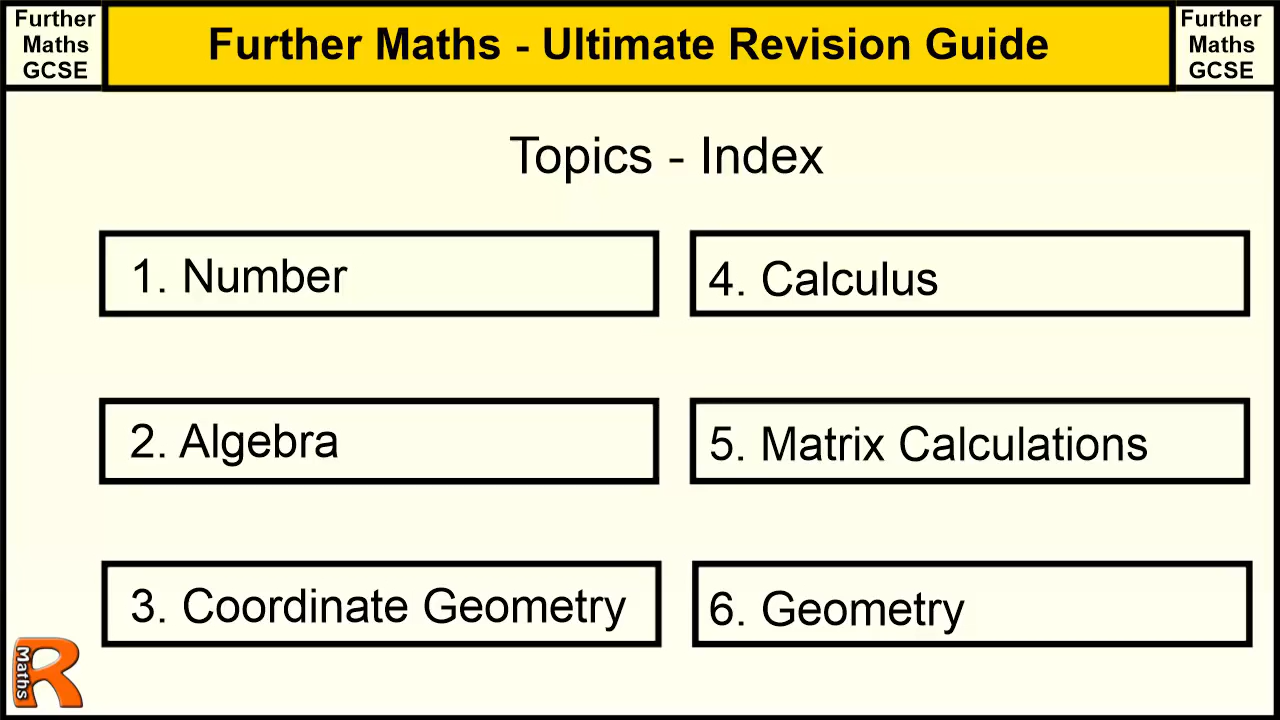 Further
Maths
GCSE
Further Maths - Ultimate Revision Guide
Further
Maths
GCSE
Topics - Index
1. Number
4. Calculus
2. Algebra
5. Matrix Calculations
3. Coordinate Geometry
6. Geometry
R
Maths